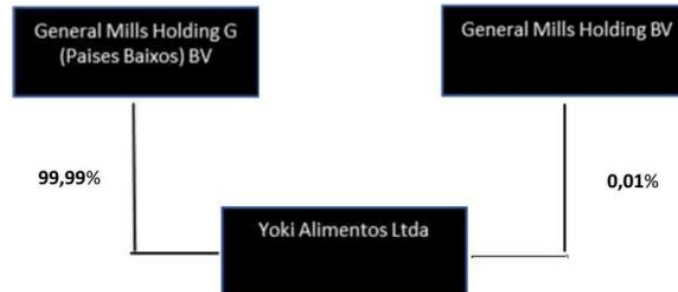 General Mills Holding G
(Paises Baixos) BV
General Mills Holding BV
99,99%
0,01%
Yoki Alimentos Ltda